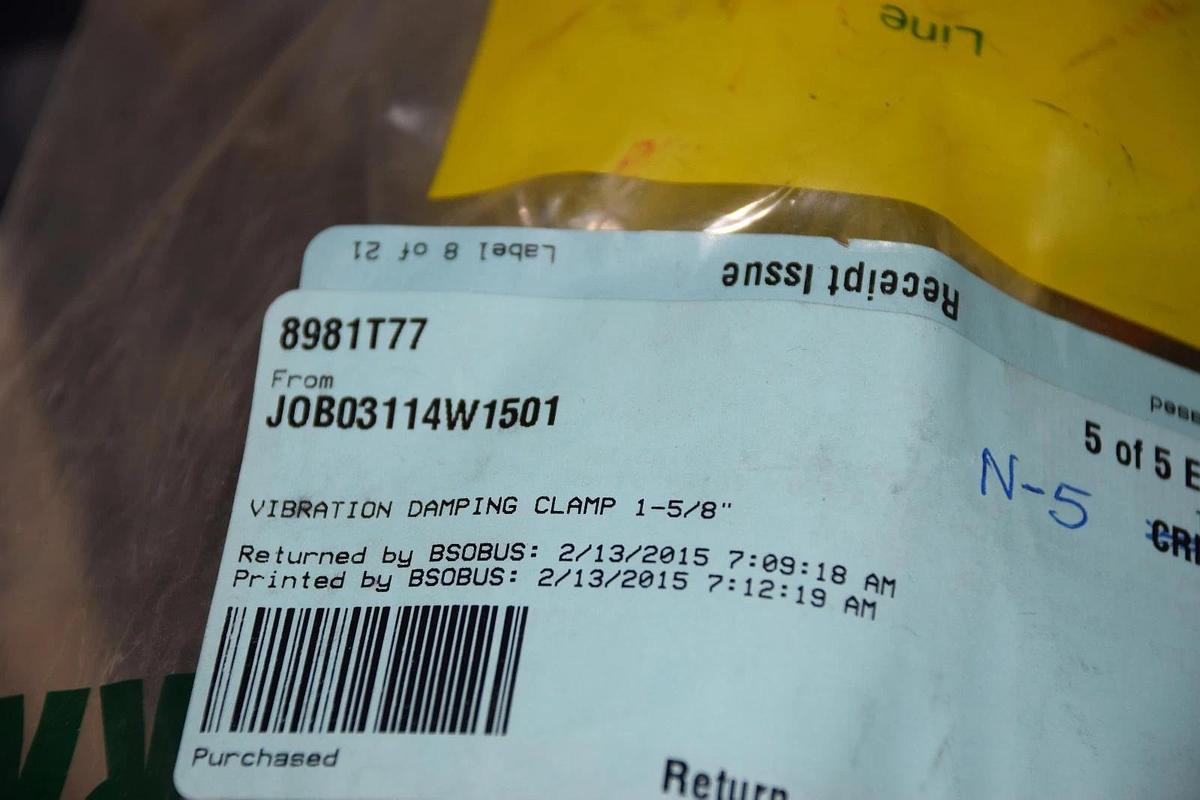 Line
Label 8 of 21
Receipt Issue
8981T77
From
JOB03114W1501
5 of 5 E
N-5
VIBRATION DAMPING CLAMP 1-5/8"
Returned by BSOBUS: 2/13/2015 7:09:18 AM
Printed by BSOBUS: 2/13/2015 7:12:19 AM
Purchased
Return